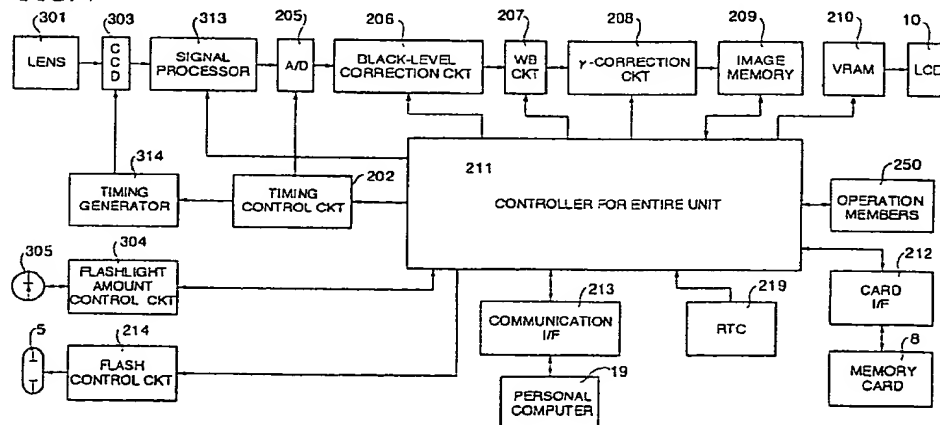 301
303
313
205
206
207
208
209
210
10
LENS
CCD
SIGNAL
PROCESSOR
A/D
BLACK-LEVEL
CORRECTION CKT
WB
CKT
γ-CORRECTION
CKT
IMAGE
MEMORY
VRAM
LCD
314
TIMING
GENERATOR
202
TIMING
CONTROL CKT
211
CONTROLLER FOR ENTIRE UNIT
250
OPERATION
MEMBERS
305
304
FLASHLIGHT
AMOUNT
CONTROL CKT
213
COMMUNICATION
I/F
219
RTC
212
CARD
I/F
5
214
FLASH
CONTROL CKT
19
PERSONAL
COMPUTER
8
MEMORY
CARD